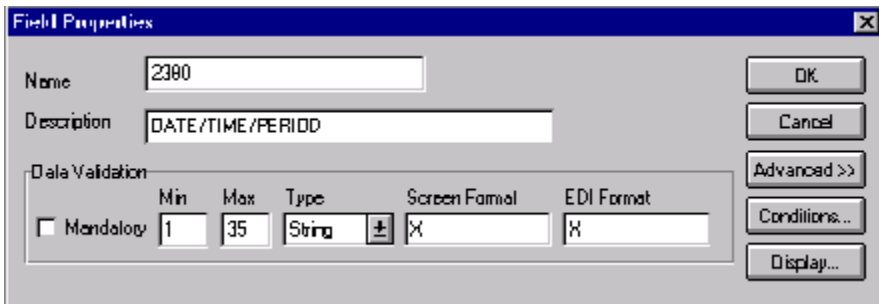 Field Properties
Name 2380 OK
Description DATE/TIME/PERIOD Cancel
Data Validation Advanced >>
Min Max Type Screen Format EDI Format
Mandatory 1 35 String X X Conditions...
Display...